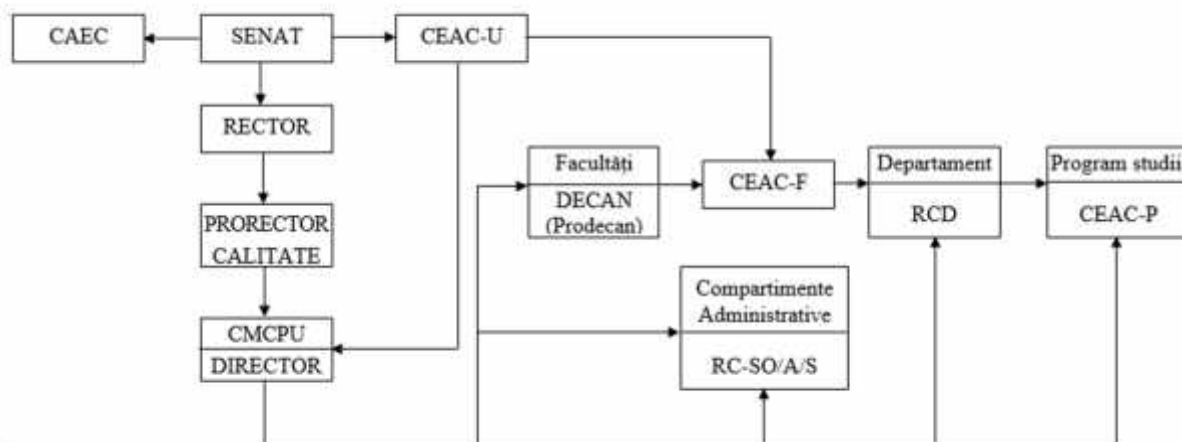 CAEC
SENAT
CEAC-U
RECTOR
PRORECTOR
CALITATE
CMCPU
DIRECTOR
Facultăți
DECAN
(Prodecan)
CEAC-F
Departament
RCD
Program studii
CEAC-P
Compartimente
Administrative
RC-SO/A/S